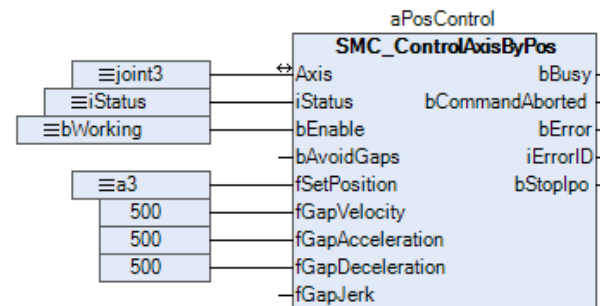 aPosControl
SMC_ControlAxisByPos
joint3 Axis bBusy
iStatus iStatus bCommandAborted
bWorking bEnable bError
bAvoidGaps iErrorID
a3 fSetPosition bStopIpo
500 fGapVelocity
500 fGapAcceleration
500 fGapDeceleration
fGapJerk